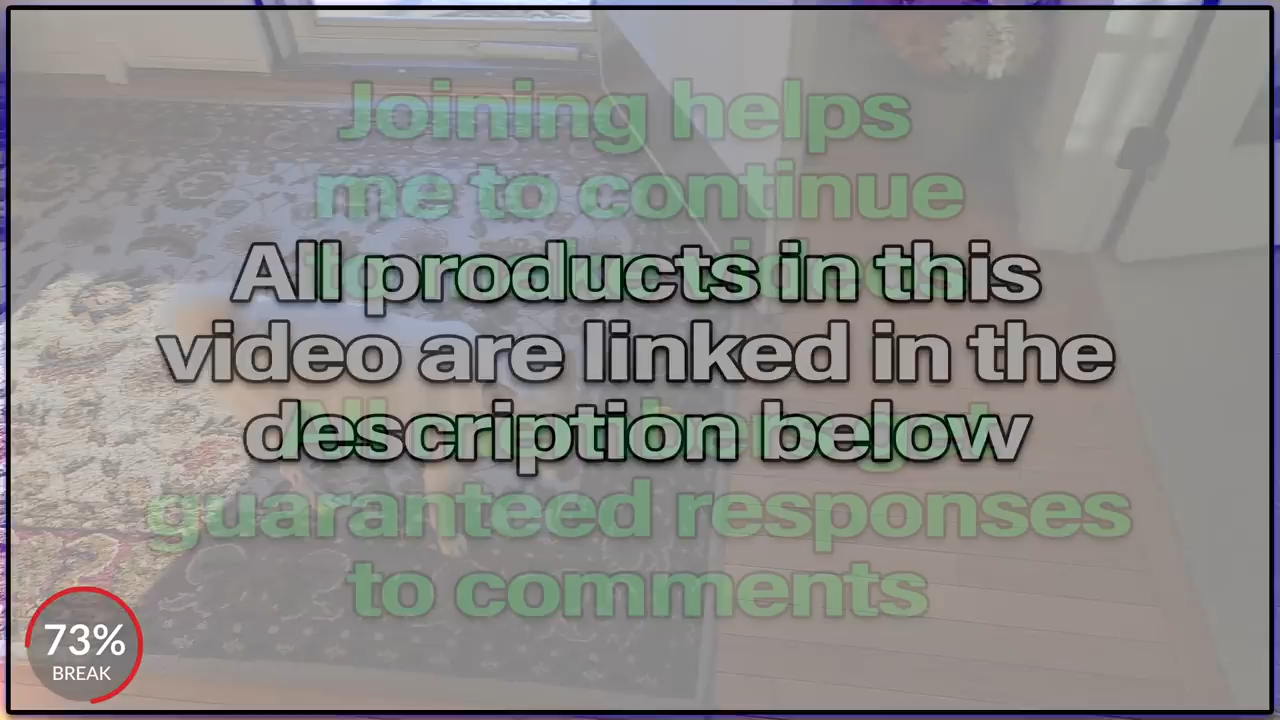 Joining helps
me to continue
to
All products in this
video are linked in the
description below
guaranteed responses
to comments
73%
BREAK